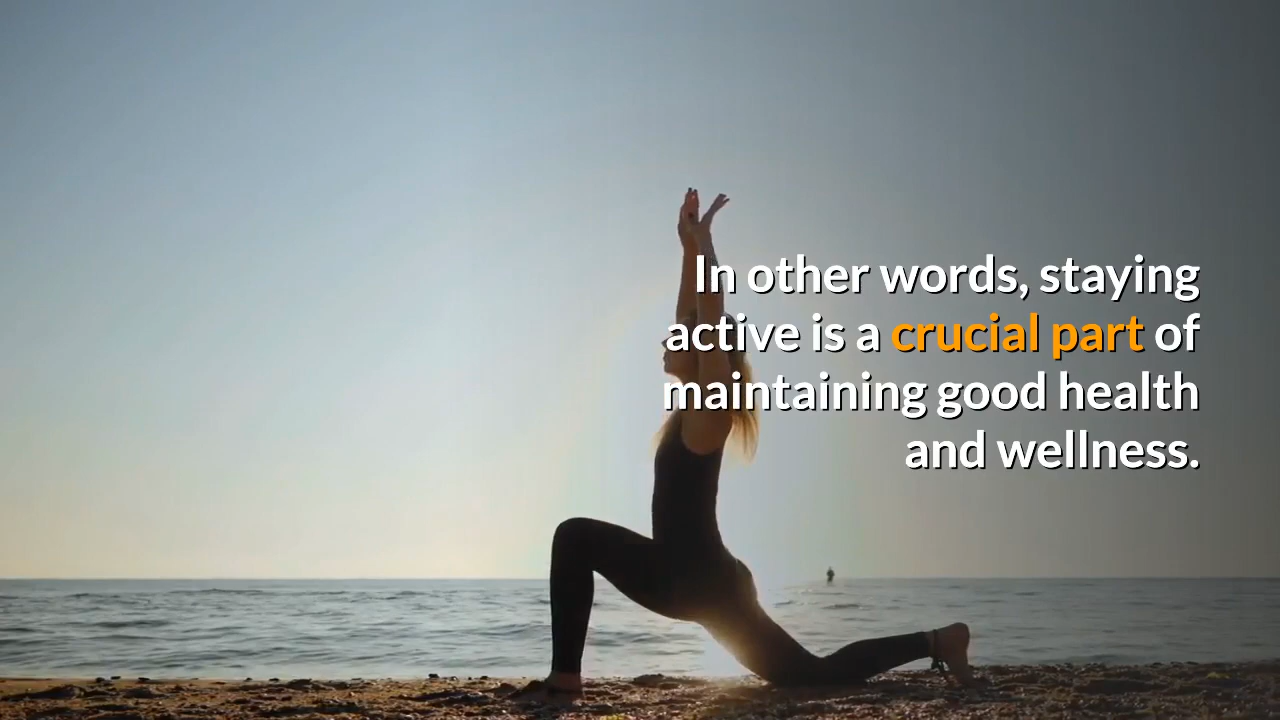 In other words, staying
active is a crucial part of
maintaining good health
and wellness.